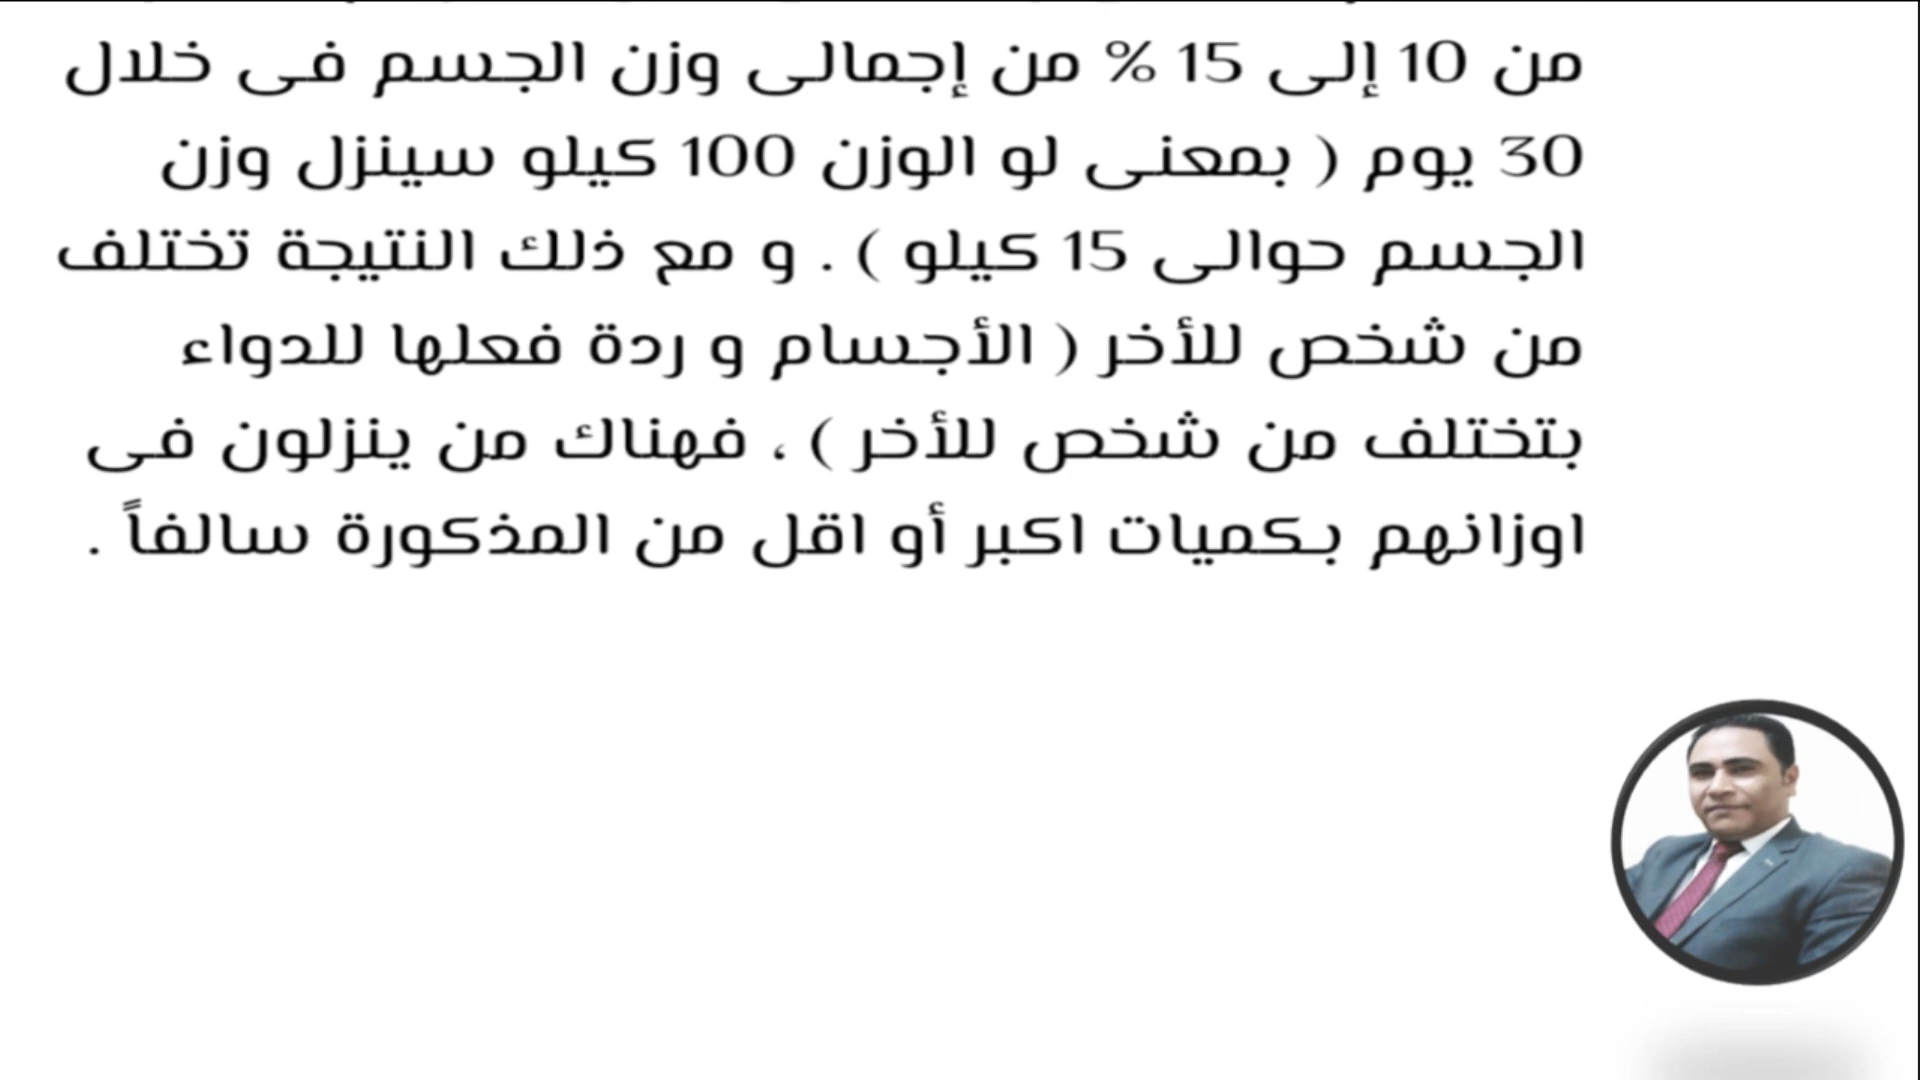 من 10 إلى 15 % من إجمالى وزن الجسم فى خلال
30 يوم ( بمعنى لو الوزن 100 كيلو سينزل وزن
الجسم حوالى 15 كيلو ) . و مع ذلك النتيجة تختلف
من شخص للأخر ( الأجسام و ردة فعلها للدواء
بتختلف من شخص للأخر ) ، فهناك من ينزلون فى
اوزانهم بكميات اكبر أو اقل من المذكورة سالفاً .